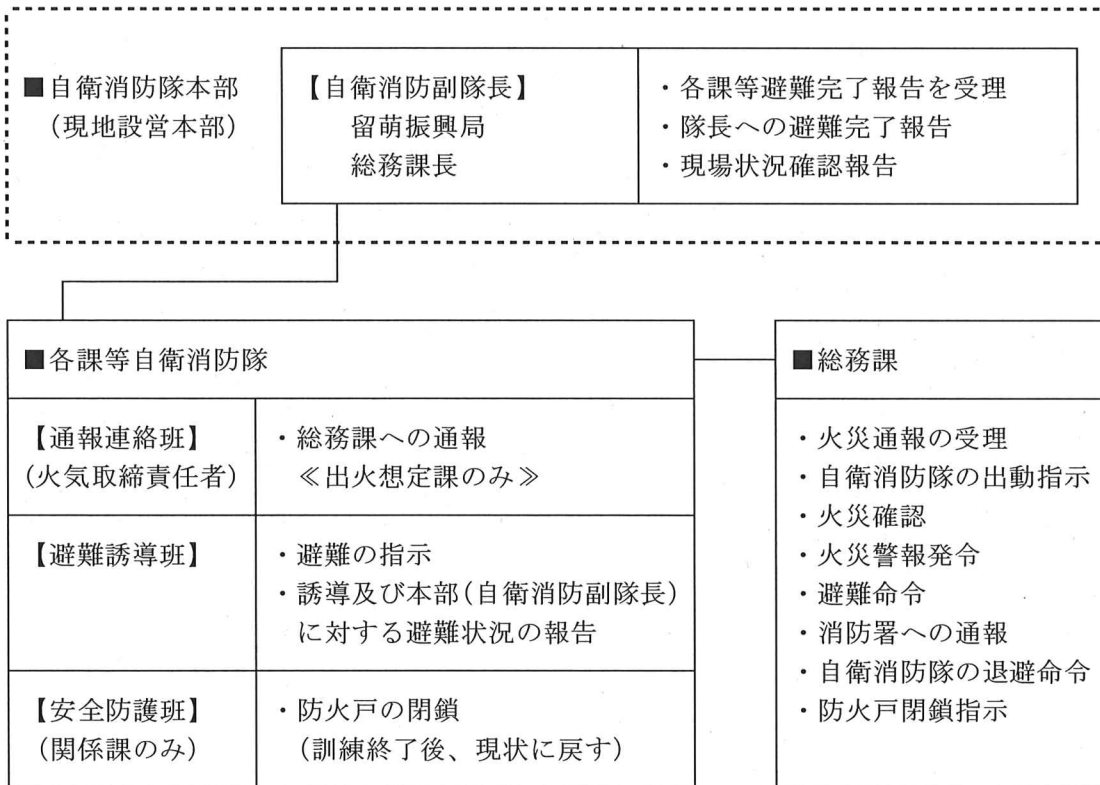 ■自衛消防隊本部
（現地設営本部）
【自衛消防副隊長】
留萌振興局
総務課長
・各課等避難完了報告を受理
・隊長への避難完了報告
・現場状況確認報告
■各課等自衛消防隊
【通報連絡班】
(火気取締責任者)
・総務課への通報
≪出火想定課のみ≫
【避難誘導班】
・避難の指示
・誘導及び本部(自衛消防副隊長)
に対する避難状況の報告
【安全防護班】
（関係課のみ）
・防火戸の閉鎖
（訓練終了後、現状に戻す）
■総務課
・火災通報の受理
・自衛消防隊の出動指示
・火災確認
・火災警報発令
・避難命令
・消防署への通報
・自衛消防隊の退避命令
・防火戸閉鎖指示